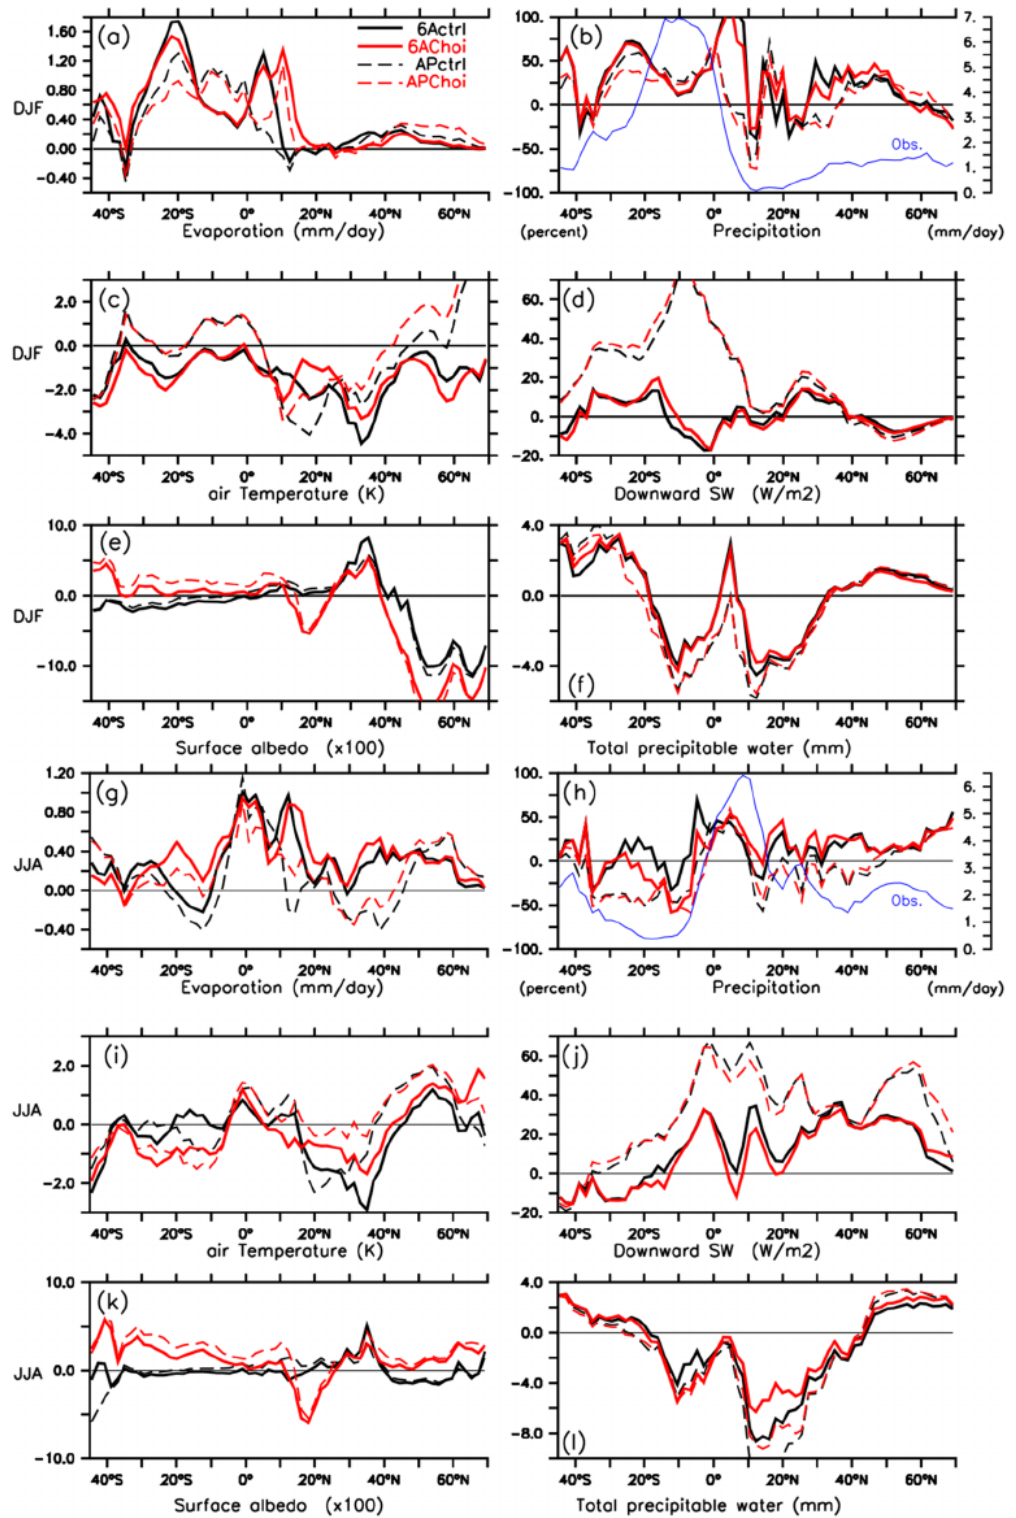 (a)
6Actrl
6AChoi
APctrl
APChoi
DJF
1.60
1.20
0.80
0.40
0.00
−0.40
40°S 20°S 0° 20°N 40°N 60°N
Evaporation (mm/day)
(b)
100.
50.
0.
−50.
−100.
7.
6.
5.
4.
3.
2.
1.
0.
Obs.
40°S 20°S 0° 20°N 40°N 60°N
(percent) Precipitation (mm/day)
(c)
DJF
2.0
0.0
−2.0
−4.0
40°S 20°S 0° 20°N 40°N 60°N
air Temperature (K)
(d)
60.
40.
20.
0.
−20.
40°S 20°S 0° 20°N 40°N 60°N
Downward SW (W/m2)
(e)
DJF
10.0
0.0
−10.0
40°S 20°S 0° 20°N 40°N 60°N
Surface albedo (x100)
(f)
4.0
0.0
−4.0
40°S 20°S 0° 20°N 40°N 60°N
Total precipitable water (mm)
(g)
JJA
1.20
0.80
0.40
0.00
−0.40
40°S 20°S 0° 20°N 40°N 60°N
Evaporation (mm/day)
(h)
100.
50.
0.
−50.
−100.
6.
5.
4.
3.
2.
1.
0.
Obs.
40°S 20°S 0° 20°N 40°N 60°N
(percent) Precipitation (mm/day)
(i)
JJA
2.0
0.0
−2.0
40°S 20°S 0° 20°N 40°N 60°N
air Temperature (K)
(j)
60.
40.
20.
0.
−20.
40°S 20°S 0° 20°N 40°N 60°N
Downward SW (W/m2)
(k)
JJA
10.0
0.0
−10.0
40°S 20°S 0° 20°N 40°N 60°N
Surface albedo (x100)
(l)
4.0
0.0
−4.0
−8.0
40°S 20°S 0° 20°N 40°N 60°N
Total precipitable water (mm)